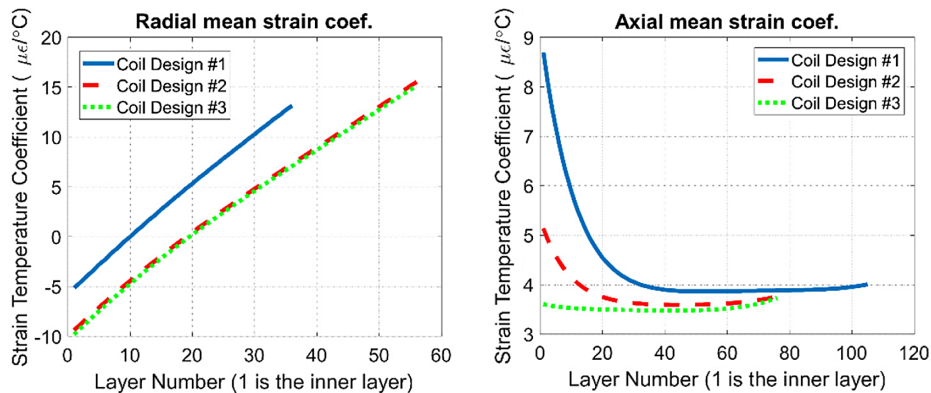 Radial mean strain coef.
Strain Temperature Coefficient ( με/°C)
20
15
10
5
0
-5
-10
Coil Design #1
Coil Design #2
Coil Design #3
0 10 20 30 40 50 60
Layer Number (1 is the inner layer)
Axial mean strain coef.
Strain Temperature Coefficient ( με/°C)
9
8
7
6
5
4
3
Coil Design #1
Coil Design #2
Coil Design #3
0 20 40 60 80 100 120
Layer Number (1 is the inner layer)